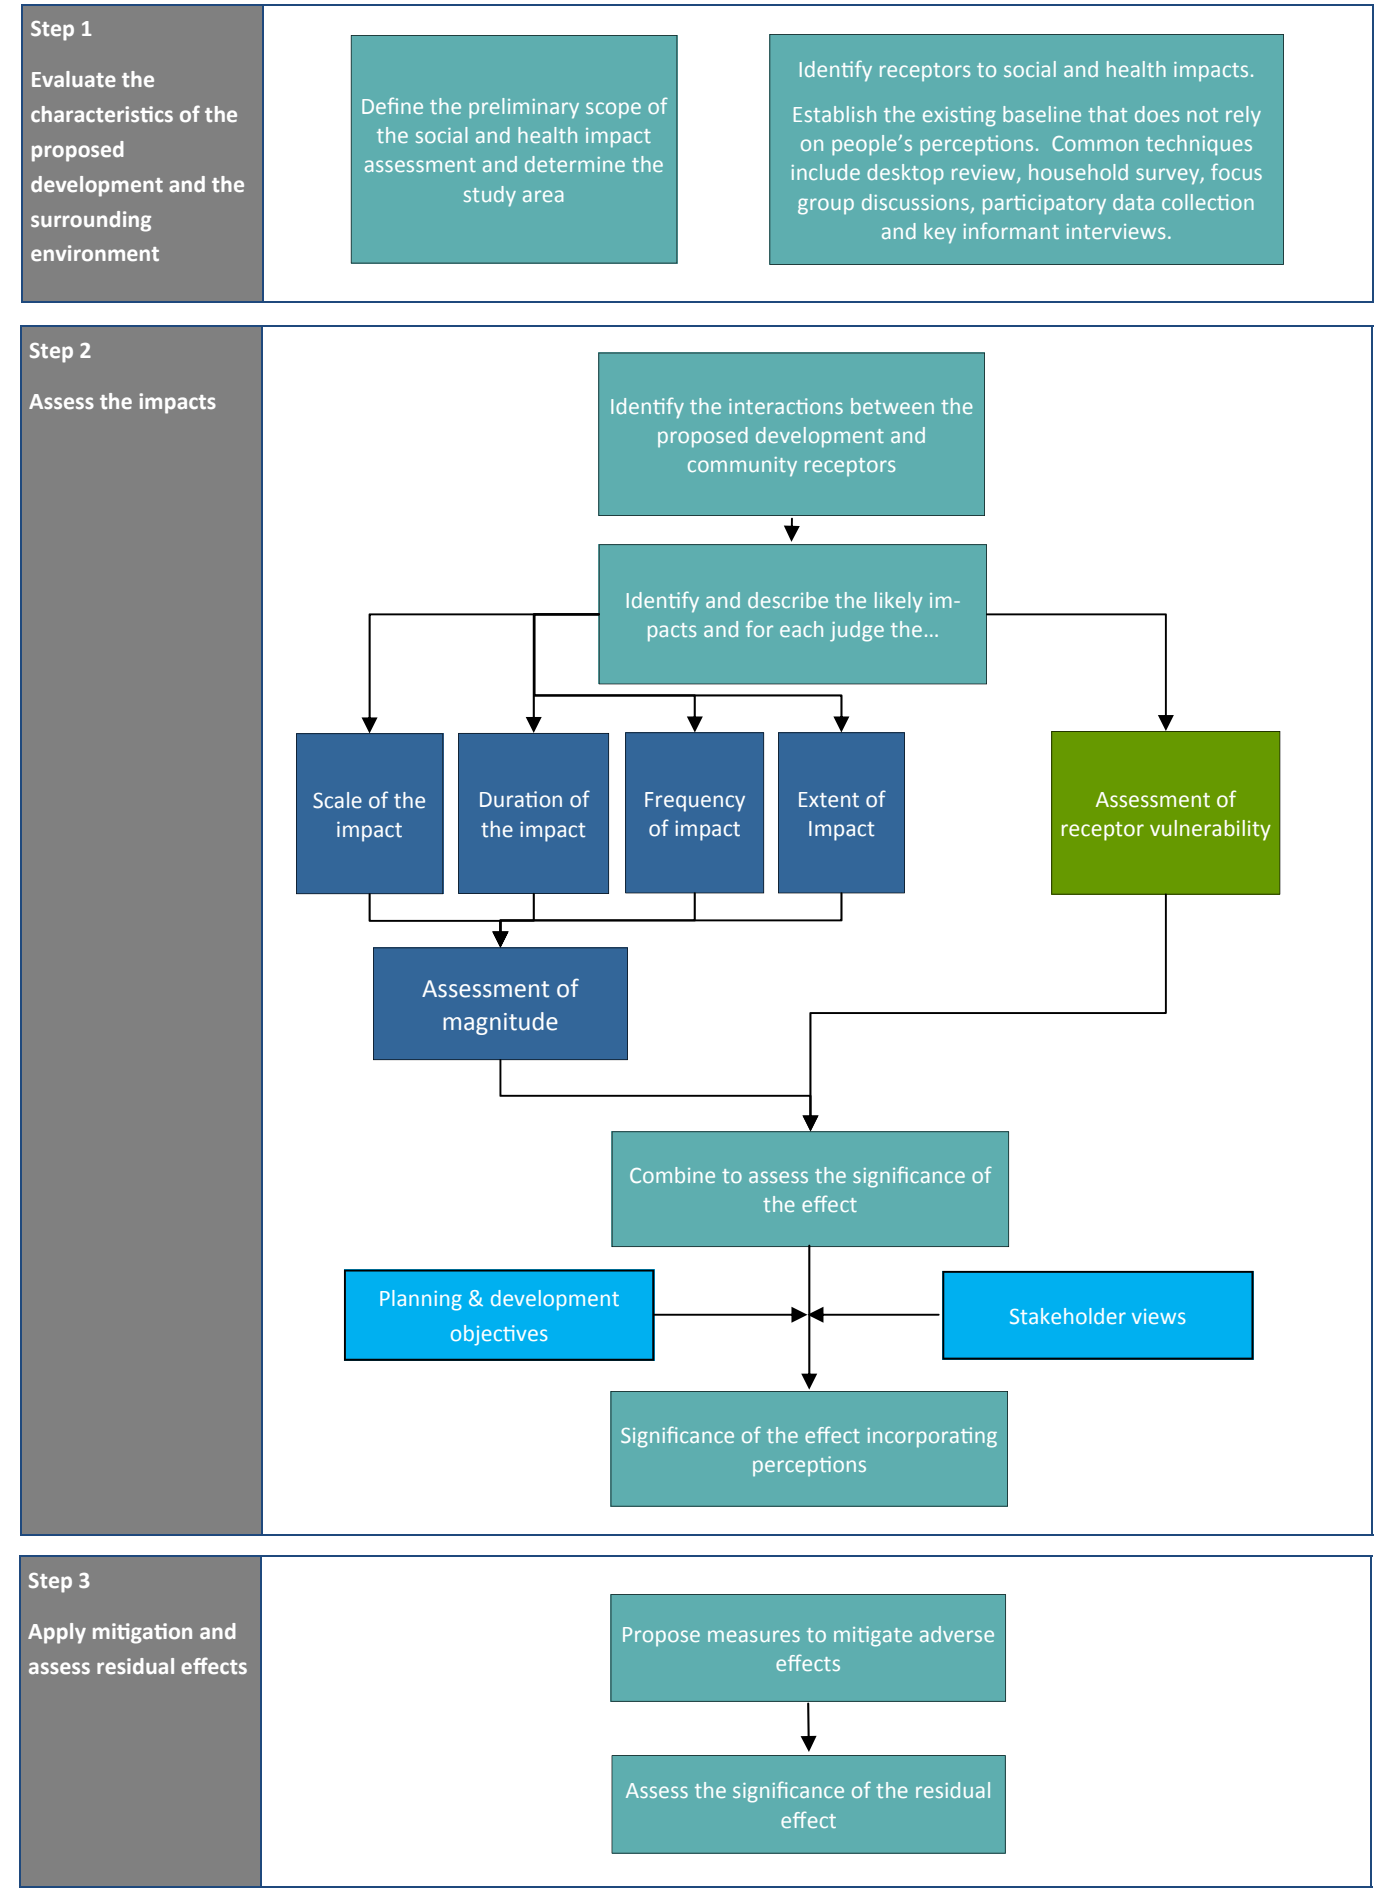 Step 1
Evaluate the
characteristics of the
proposed
development and the
surrounding
environment
Define the preliminary scope of
the social and health impact
assessment and determine the
study area
Identify receptors to social and health impacts.
Establish the existing baseline that does not rely
on people’s perceptions.  Common techniques
include desktop review, household survey, focus
group discussions, participatory data collection
and key informant interviews.
Step 2
Assess the impacts
Identify the interactions between the
proposed development and
community receptors
Identify and describe the likely im-
pacts and for each judge the…
Scale of the
impact
Duration of
the impact
Frequency
of impact
Extent of
Impact
Assessment of
receptor vulnerability
Assessment of
magnitude
Combine to assess the significance of
the effect
Planning & development
objectives
Stakeholder views
Significance of the effect incorporating
perceptions
Step 3
Apply mitigation and
assess residual effects
Propose measures to mitigate adverse
effects
Assess the significance of the residual
effect